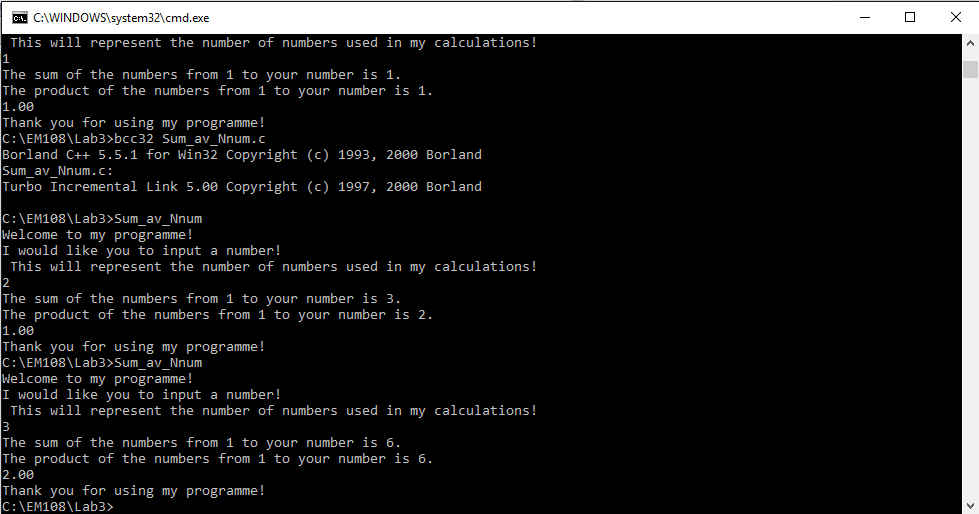 C:\WINDOWS\system32\cmd.exe
 This will represent the number of numbers used in my calculations!
1
The sum of the numbers from 1 to your number is 1.
The product of the numbers from 1 to your number is 1.
1.00
Thank you for using my programme!
C:\EM108\Lab3>bcc32 Sum_av_Nnum.c
Borland C++ 5.5.1 for Win32 Copyright (c) 1993, 2000 Borland
Sum_av_Nnum.c:
Turbo Incremental Link 5.00 Copyright (c) 1997, 2000 Borland

C:\EM108\Lab3>Sum_av_Nnum
Welcome to my programme!
I would like you to input a number!
 This will represent the number of numbers used in my calculations!
2
The sum of the numbers from 1 to your number is 3.
The product of the numbers from 1 to your number is 2.
1.00
Thank you for using my programme!
C:\EM108\Lab3>Sum_av_Nnum
Welcome to my programme!
I would like you to input a number!
 This will represent the number of numbers used in my calculations!
3
The sum of the numbers from 1 to your number is 6.
The product of the numbers from 1 to your number is 6.
2.00
Thank you for using my programme!
C:\EM108\Lab3>